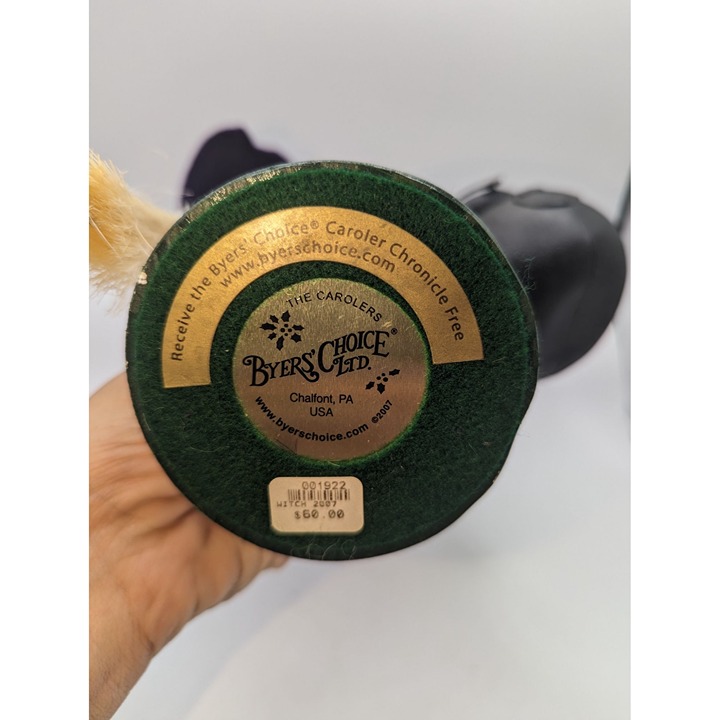 Receive the Byers' Choice® Caroler Chronicle Free
www.byerschoice.com
THE CAROLERS
BYERS' CHOICE®
LTD.
Chalfont, PA
USA
www.byerschoice.com ©2007
001922
WITCH 2007
$60.00